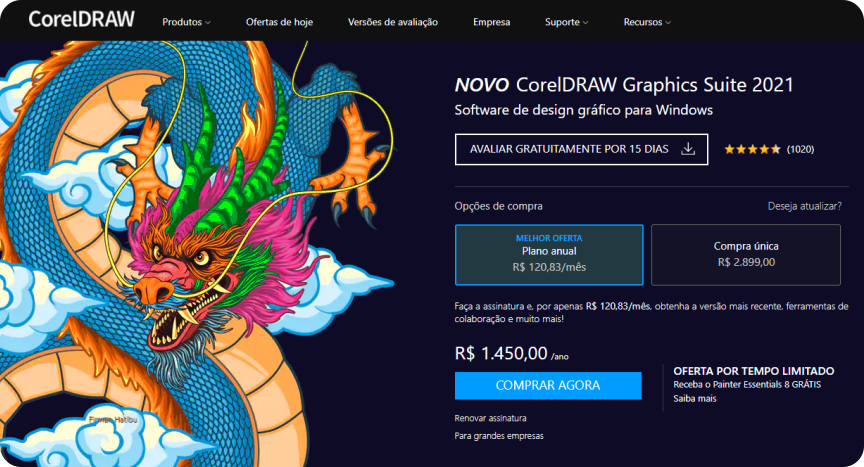 CorelDRAW
Produtos Ofertas de hoje Versões de avaliação Empresa Suporte Recursos
NOVO CorelDRAW Graphics Suite 2021
Software de design gráfico para Windows
AVALIAR GRATUITAMENTE POR 15 DIAS (1020)
Opções de compra Deseja atualizar?
MELHOR OFERTA
Plano anual
R$ 120,83/mês
Compra única
R$ 2.899,00
Faça a assinatura e, por apenas R$ 120,83/mês, obtenha a versão mais recente, ferramentas de
colaboração e muito mais!
R$ 1.450,00 /ano
COMPRAR AGORA
OFERTA POR TEMPO LIMITADO
Receba o Painter Essentials 8 GRÁTIS
Saiba mais
Renovar assinatura
Para grandes empresas
Hatibu